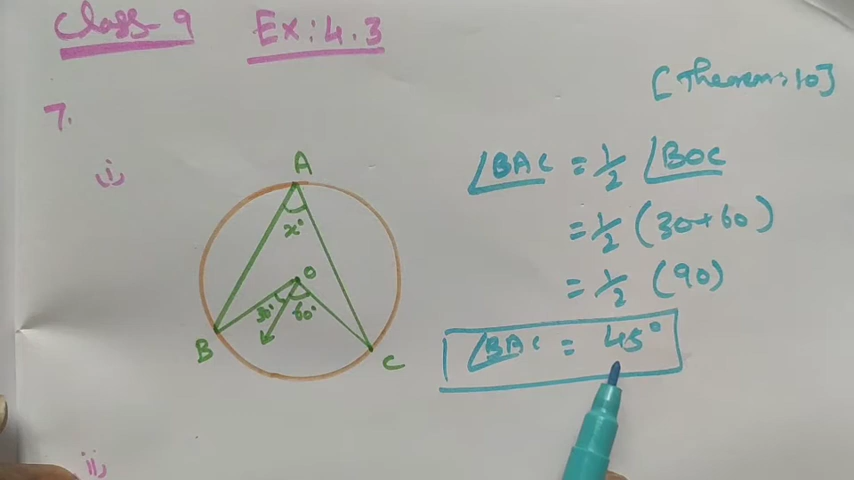 Class-9 Ex:4.3
[Theorem:10]
7.
i)
A
x°
O
30° 60°
B
C
∠BAC = 1/2 ∠BOC
= 1/2 (30+60)
= 1/2 (90)
∠BAC = 45°
ii)